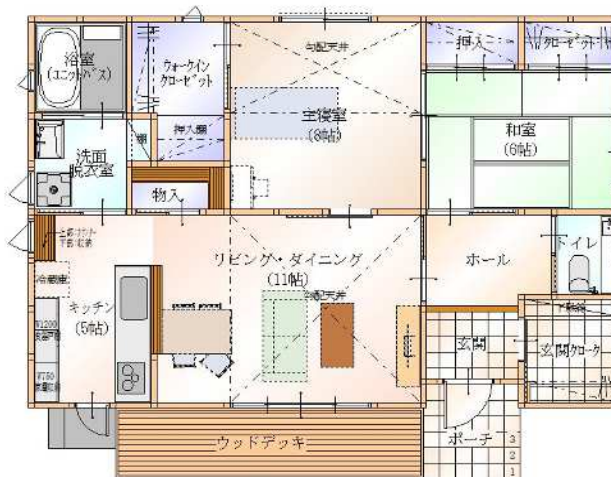 浴室
(ユニットバス)
ウォークイン
クローゼット
勾配天井
押入
クローゼット
主寝室
(8帖)
和室
(6帖)
洗面
脱衣室
棚
押入棚
物入
リビング・ダイニング
(11帖)
勾配天井
ホール
トイレ
冷蔵庫
キッチン
(5帖)
W1200
W750
玄関
玄関クローク
ウッドデッキ
ポーチ
3
2
1